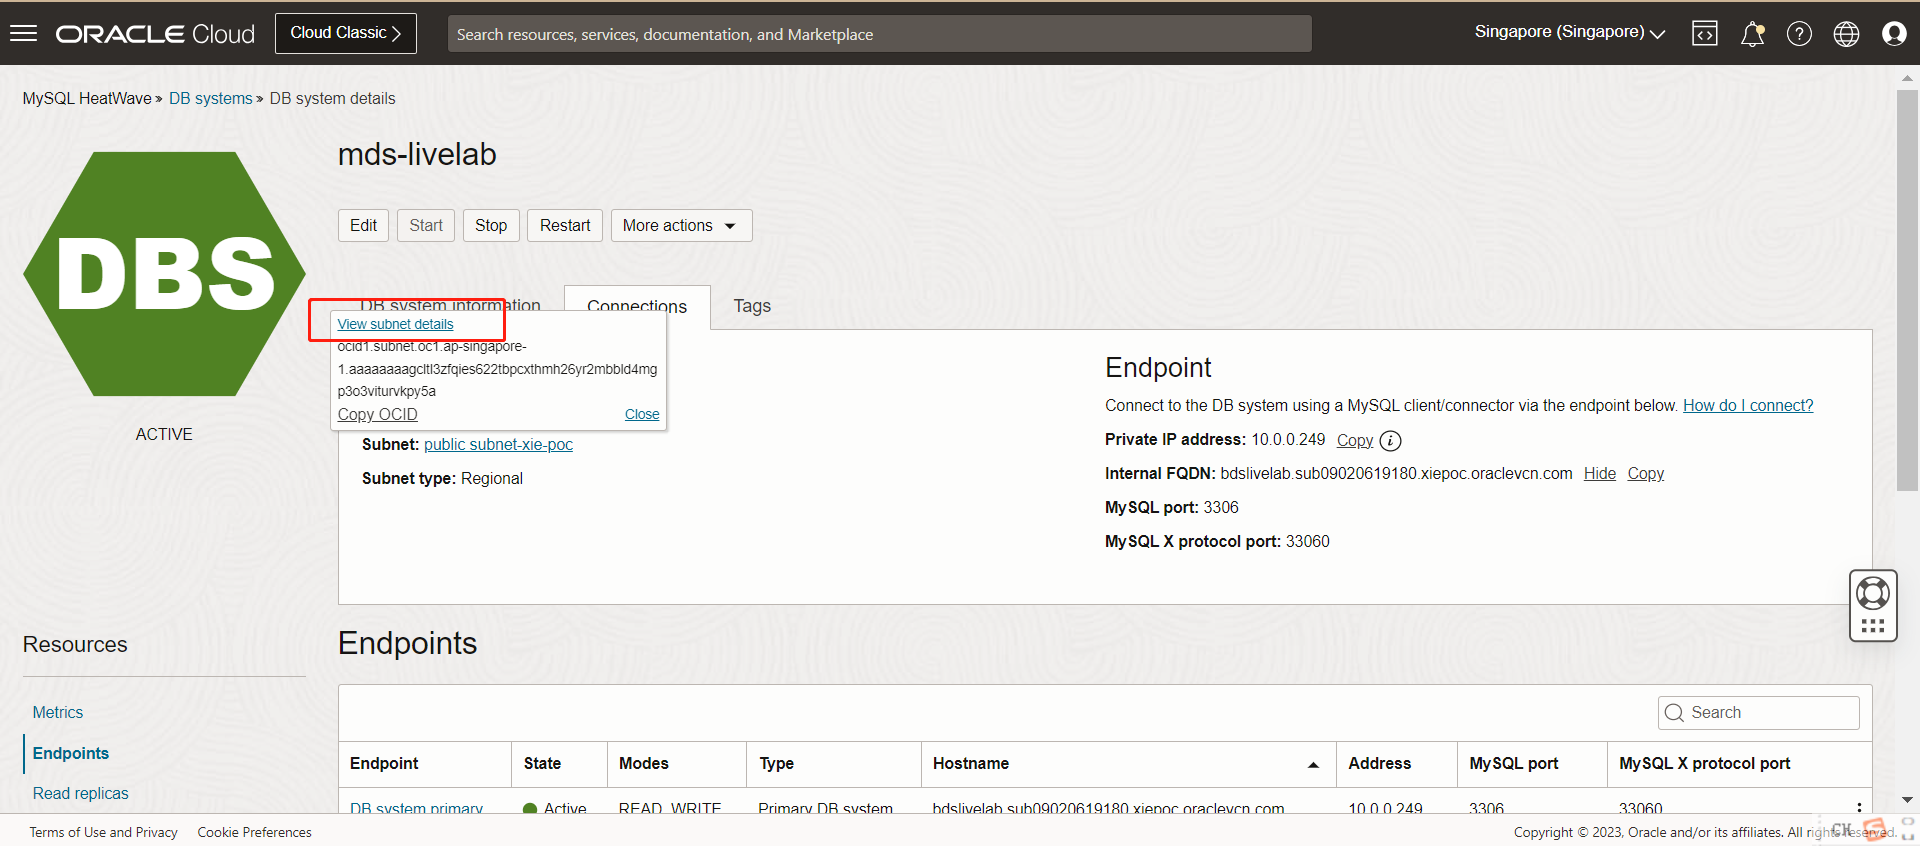 ORACLE Cloud
Cloud Classic
Search resources, services, documentation, and Marketplace
Singapore (Singapore)
MySQL HeatWave » DB systems » DB system details
DBS
ACTIVE
mds-livelab
Edit
Start
Stop
Restart
More actions
DB system information
Connections
Tags
View subnet details
ocid1.subnet.oc1.ap-singapore-
1.aaaaaaaagcltl3zfqies622tbpcxthmh26yr2mbbld4mg
p3o3viturvkpy5a
Copy OCID
Close
Subnet: public subnet-xie-poc
Subnet type: Regional
Endpoint
Connect to the DB system using a MySQL client/connector via the endpoint below. How do I connect?
Private IP address: 10.0.0.249 Copy
Internal FQDN: bdslivelab.sub09020619180.xiepoc.oraclevcn.com Hide Copy
MySQL port: 3306
MySQL X protocol port: 33060
Resources
Metrics
Endpoints
Read replicas
Endpoints
Search
Endpoint State Modes Type Hostname Address MySQL port MySQL X protocol port
DB system primary Active READ_WRITE Primary DB system bdslivelab.sub09020619180.xiepoc.oraclevcn.com 10.0.0.249 3306 33060
Terms of Use and Privacy
Cookie Preferences
Copyright © 2023, Oracle and/or its affiliates. All rights reserved.